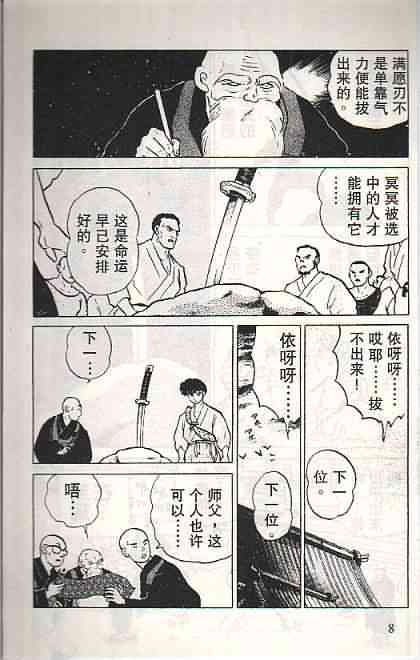 满愿刃不
是单靠气
力便能拔
出来的。
冥冥被选
中的人才
能拥有它
……
这是命运
早已安排
好的。
依呀呀……
哎耶……拔
不出来！
下一
位。
依呀呀……
下一位。
下一…
师父，这
个人也许
可以……
唔…
8